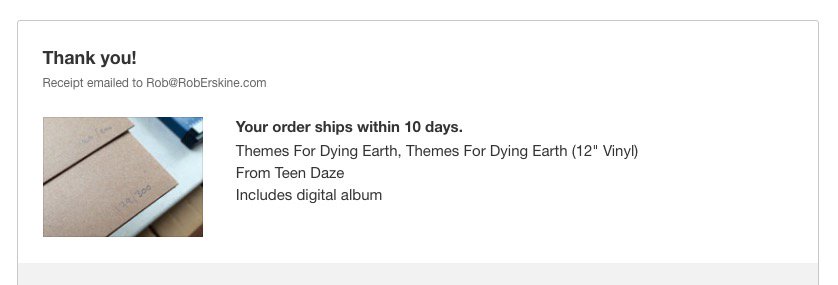 Thank you!
Receipt emailed to Rob@RobErskine.com
Your order ships within 10 days.
Themes For Dying Earth, Themes For Dying Earth (12" Vinyl)
From Teen Daze
Includes digital album